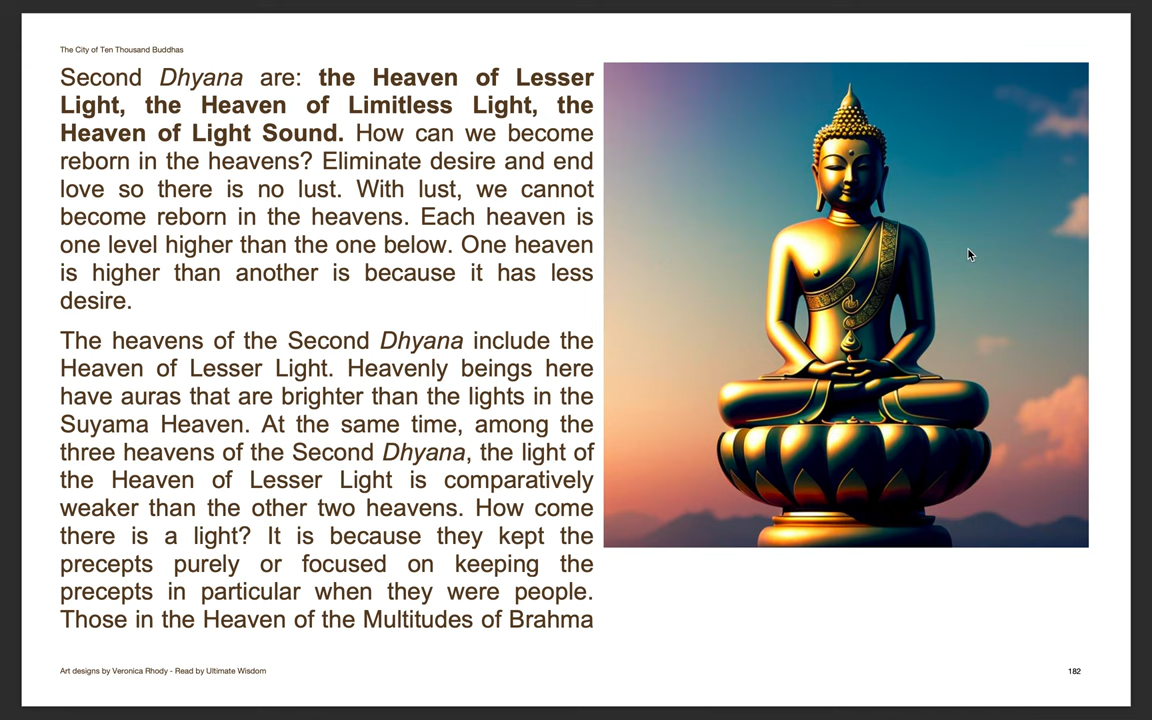 The City of Ten Thousand Buddhas
Second Dhyana are: the Heaven of Lesser
Light, the Heaven of Limitless Light, the
Heaven of Light Sound. How can we become
reborn in the heavens? Eliminate desire and end
love so there is no lust. With lust, we cannot
become reborn in the heavens. Each heaven is
one level higher than the one below. One heaven
is higher than another is because it has less
desire.
The heavens of the Second Dhyana include the
Heaven of Lesser Light. Heavenly beings here
have auras that are brighter than the lights in the
Suyama Heaven. At the same time, among the
three heavens of the Second Dhyana, the light of
the Heaven of Lesser Light is comparatively
weaker than the other two heavens. How come
there is a light? It is because they kept the
precepts purely or focused on keeping the
precepts in particular when they were people.
Those in the Heaven of the Multitudes of Brahma
Art designs by Veronica Rhody - Read by Ultimate Wisdom
182